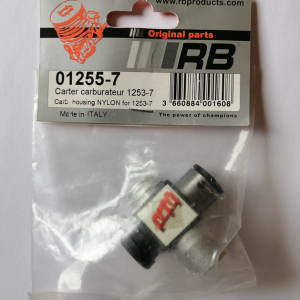 www.rbproducts.com
Original parts
RB
01255-7
Carter carburateur 1253-7
Carb. housing NYLON for 1253-7
Made in ITALY
3 660884 001608
The power of champions